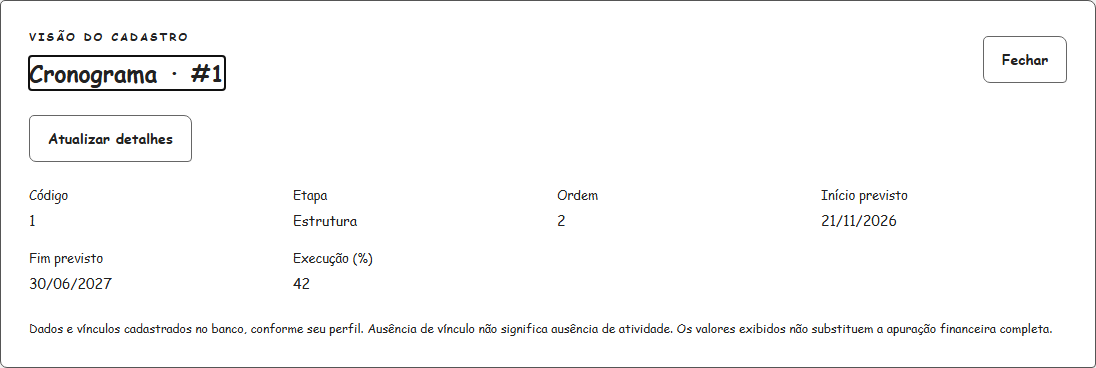 VISÃO DO CADASTRO
Cronograma · #1
Fechar
Atualizar detalhes
Código
1
Etapa
Estrutura
Ordem
2
Início previsto
21/11/2026
Fim previsto
30/06/2027
Execução (%)
42
Dados e vínculos cadastrados no banco, conforme seu perfil. Ausência de vínculo não significa ausência de atividade. Os valores exibidos não substituem a apuração financeira completa.